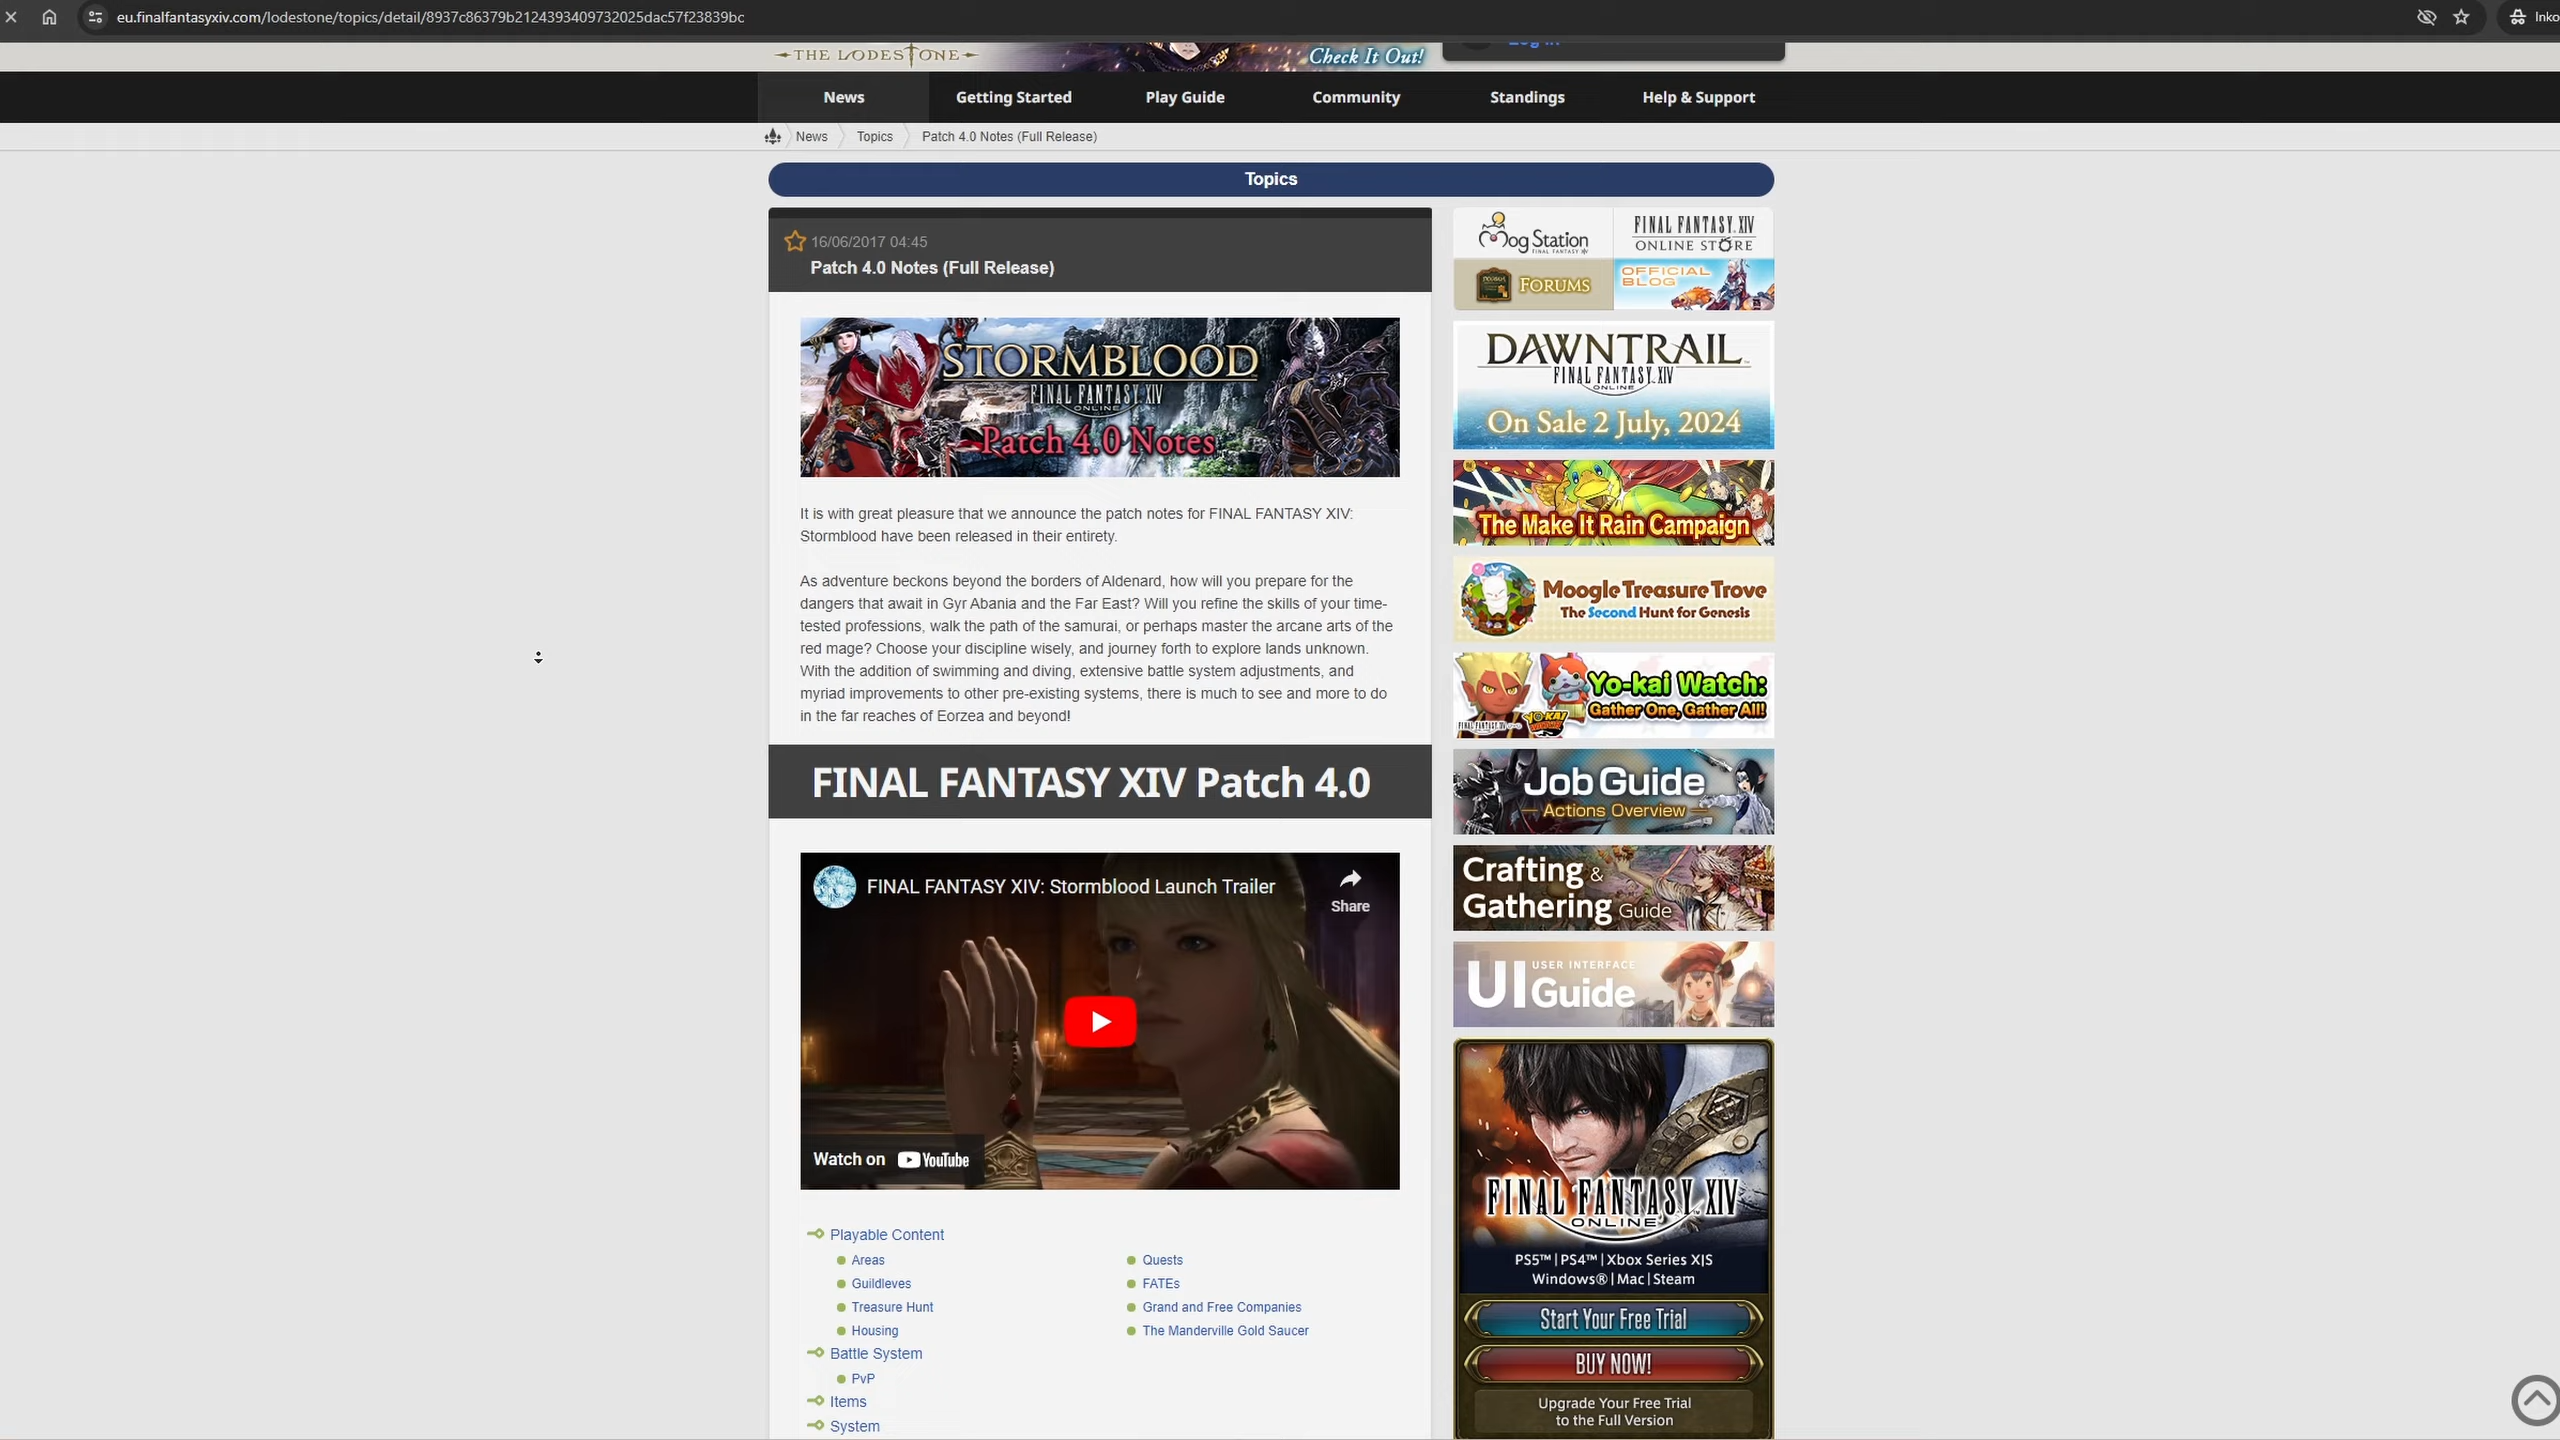 eu.finalfantasyxiv.com/lodestone/topics/detail/8937c86379b2124393409732025dac57f23839bc
THE LODESTONE
Check It Out!
Log In
News
Getting Started
Play Guide
Community
Standings
Help & Support
News
Topics
Patch 4.0 Notes (Full Release)
Topics
16/06/2017 04:45
Patch 4.0 Notes (Full Release)
STORMBLOOD
FINAL FANTASY XIV
ONLINE
Patch 4.0 Notes
It is with great pleasure that we announce the patch notes for FINAL FANTASY XIV:
Stormblood have been released in their entirety.
As adventure beckons beyond the borders of Aldenard, how will you prepare for the
dangers that await in Gyr Abania and the Far East? Will you refine the skills of your time-
tested professions, walk the path of the samurai, or perhaps master the arcane arts of the
red mage? Choose your discipline wisely, and journey forth to explore lands unknown.
With the addition of swimming and diving, extensive battle system adjustments, and
myriad improvements to other pre-existing systems, there is much to see and more to do
in the far reaches of Eorzea and beyond!
FINAL FANTASY XIV Patch 4.0
FINAL FANTASY XIV: Stormblood Launch Trailer
Share
Watch on YouTube
Playable Content
Areas
Quests
Guildleves
FATEs
Treasure Hunt
Grand and Free Companies
Housing
The Manderville Gold Saucer
Battle System
PvP
Items
System
Mog Station
FINAL FANTASY XIV
FINAL FANTASY XIV
ONLINE STORE
FORUMS
OFFICIAL
BLOG
DAWNTRAIL
FINAL FANTASY XIV
ONLINE
On Sale 2 July, 2024
The Make It Rain Campaign
Moogle Treasure Trove
The Second Hunt for Genesis
Yo-kai Watch:
Gather One, Gather All!
Job Guide
Actions Overview
Crafting &
Gathering Guide
USER INTERFACE
UI Guide
FINAL FANTASY XIV
ONLINE
PS5™ | PS4™ | Xbox Series X|S
Windows® | Mac | Steam
Start Your Free Trial
BUY NOW!
Upgrade Your Free Trial
to the Full Version